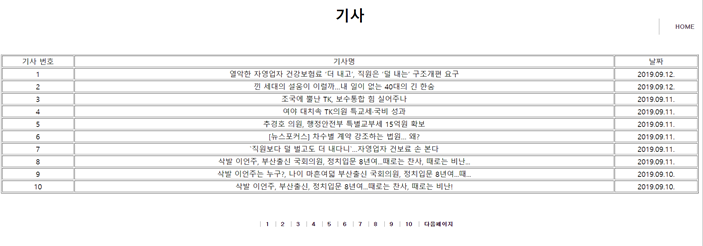 기사
HOME
기사 번호 기사명 날짜
1 열악한 자영업자 건강보험료 '더 내고', 직원은 '덜 내는' 구조개편 요구 2019.09.12.
2 낀 세대의 설움이 이럴까...내 일이 없는 40대의 긴 한숨 2019.09.12.
3 조국에 뿔난 TK, 보수통합 힘 실어주나 2019.09.11.
4 여야 대치속 TK의원 특교세·국비 성과 2019.09.11.
5 추경호 의원, 행정안전부 특별교부세 15억원 확보 2019.09.11.
6 [뉴스포커스] 차수별 계약 강조하는 법원... 왜? 2019.09.11.
7 '직원보다 덜 벌고도 더 내다니'...자영업자 건보료 손 본다 2019.09.11.
8 삭발 이언주, 부산출신 국회의원, 정치입문 8년여...때로는 찬사, 때로는 비난... 2019.09.11.
9 삭발 이언주는 누구?, 나이 마흔여덟 부산출신 국회의원, 정치입문 8년여...때... 2019.09.10.
10 삭발 이언주, 부산출신, 정치입문 8년여...때로는 찬사, 때로는 비난! 2019.09.10.
| 1 | 2 | 3 | 4 | 5 | 6 | 7 | 8 | 9 | 10 | 다음페이지